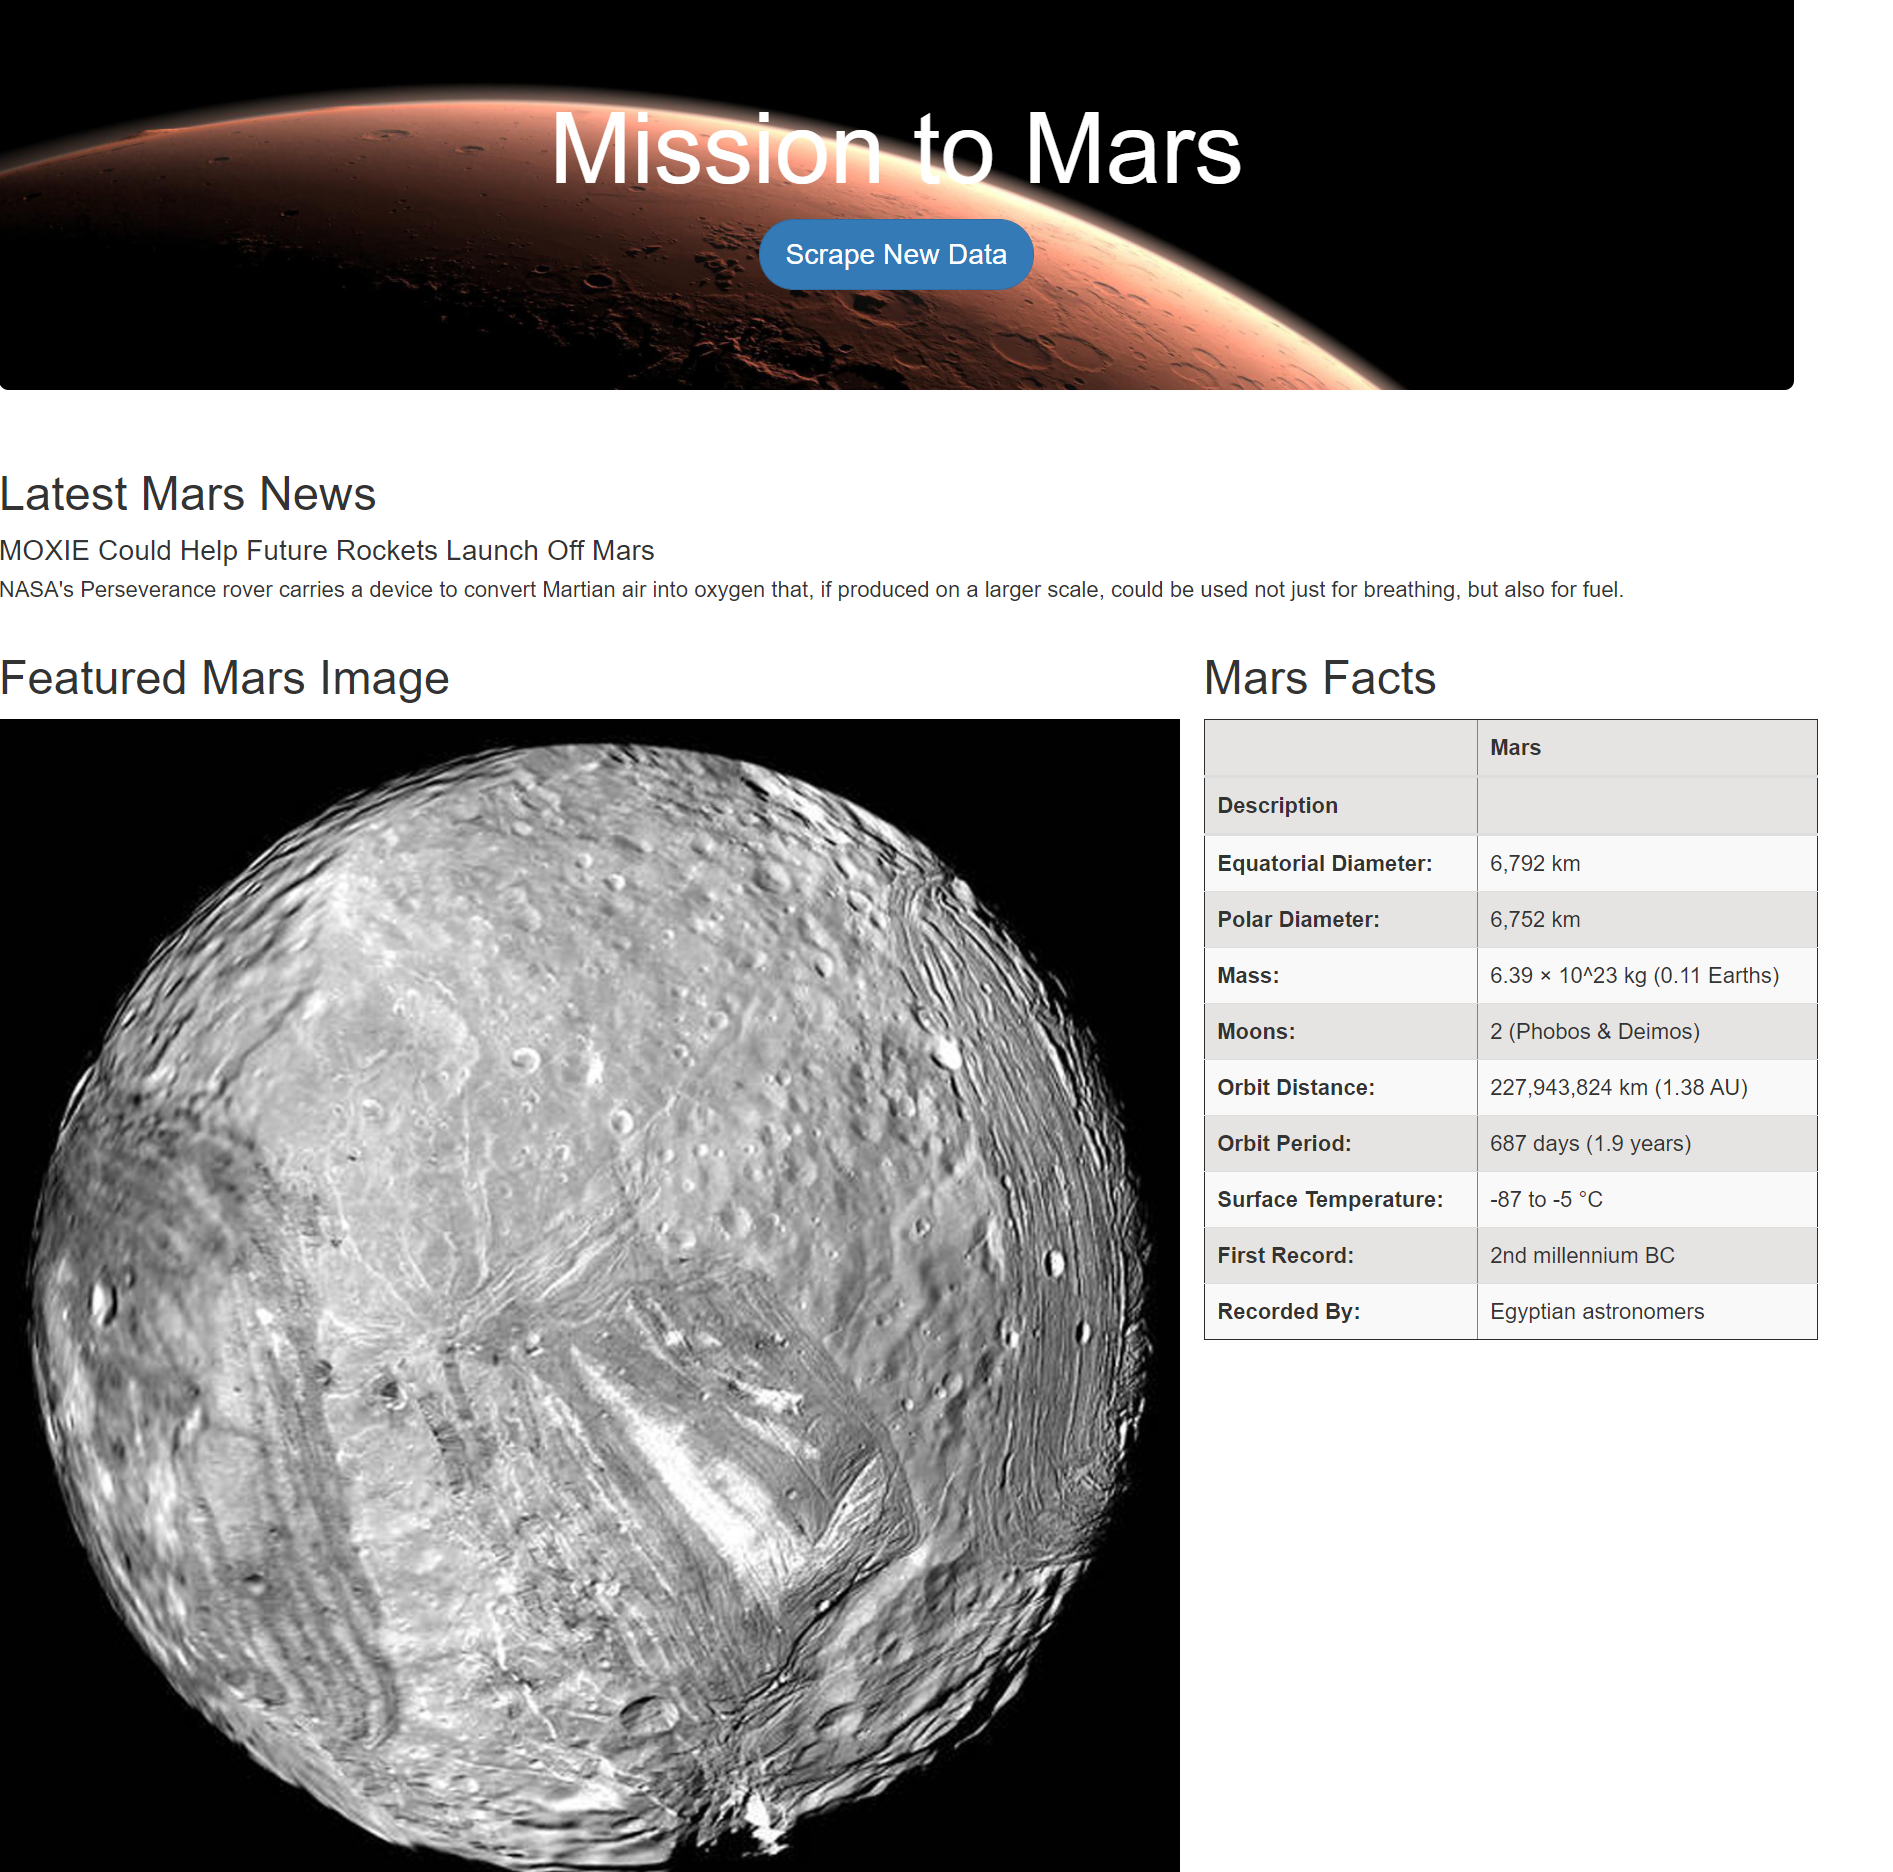 Mission to Mars
Scrape New Data
Latest Mars News
MOXIE Could Help Future Rockets Launch Off Mars
NASA's Perseverance rover carries a device to convert Martian air into oxygen that, if produced on a larger scale, could be used not just for breathing, but also for fuel.
Featured Mars Image
Mars Facts
Mars
Description
Equatorial Diameter: 6,792 km
Polar Diameter: 6,752 km
Mass: 6.39 × 10^23 kg (0.11 Earths)
Moons: 2 (Phobos & Deimos)
Orbit Distance: 227,943,824 km (1.38 AU)
Orbit Period: 687 days (1.9 years)
Surface Temperature: -87 to -5 °C
First Record: 2nd millennium BC
Recorded By: Egyptian astronomers